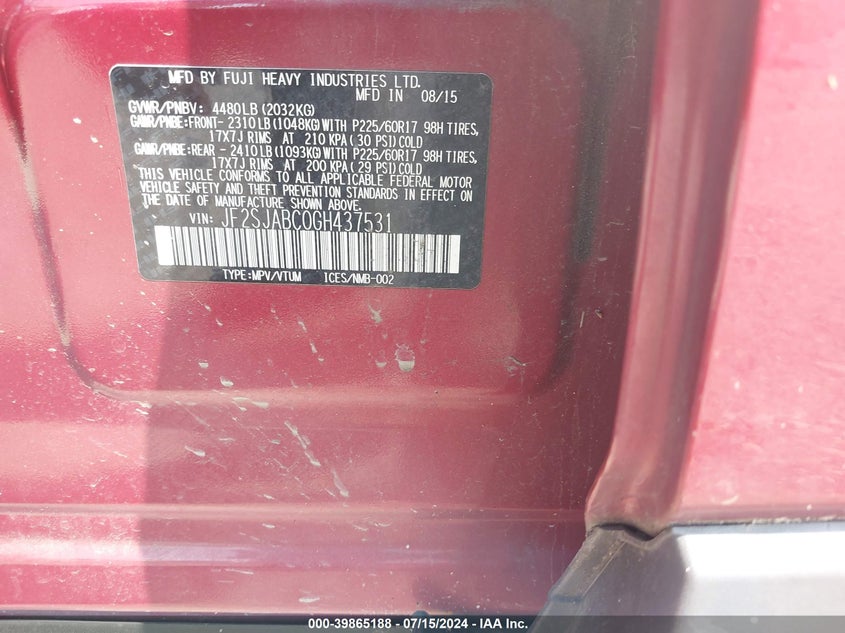 MFD BY FUJI HEAVY INDUSTRIES LTD.
MFD IN 08/15
GVWR/PNBV: 4480LB (2032KG)
GAWR/PNBE:FRONT- 2310LB(1048KG)WITH P225/60R17 98H TIRES,
17X7J RIMS AT 210 KPA( 30 PSI)COLD
GAWR/PNBE:REAR - 2410LB(1093KG)WITH P225/60R17 98H TIRES,
17X7J RIMS AT 200 KPA( 29 PSI)COLD
THIS VEHICLE CONFORMS TO ALL APPLICABLE FEDERAL MOTOR
VEHICLE SAFETY AND THEFT PREVENTION STANDARDS IN EFFECT ON
THE DATE OF MANUFACTURE SHOWN ABOVE.
VIN: JF2SJABC0GH437531
TYPE:MPV/VTUM ICES/NMB-002
000-39865188 - 07/15/2024 - © IAA Inc.